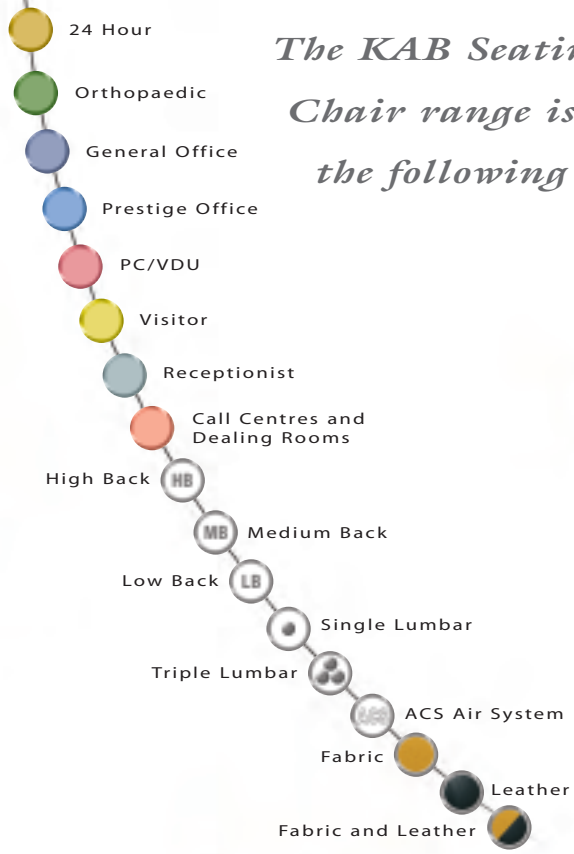 24 Hour
The KAB Seatin
Orthopaedic
Chair range is
General Office
the following
Prestige Office
PC/VDU
Visitor
Receptionist
Call Centres and
Dealing Rooms
High Back HB
MB Medium Back
Low Back LB
Single Lumbar
Triple Lumbar
ACS ACS Air System
Fabric
Leather
Fabric and Leather